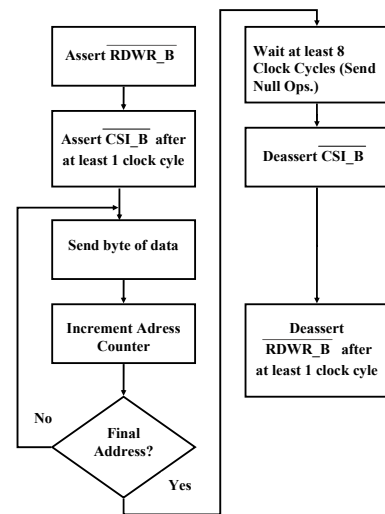 Assert RDWR_B
Assert CSI_B after
at least 1 clock cyle
Send byte of data
Increment Adress
Counter
Final
Address?
No
Yes
Wait at least 8
Clock Cycles (Send
Null Ops.)
Deassert CSI_B
Deassert
RDWR_B after
at least 1 clock cyle